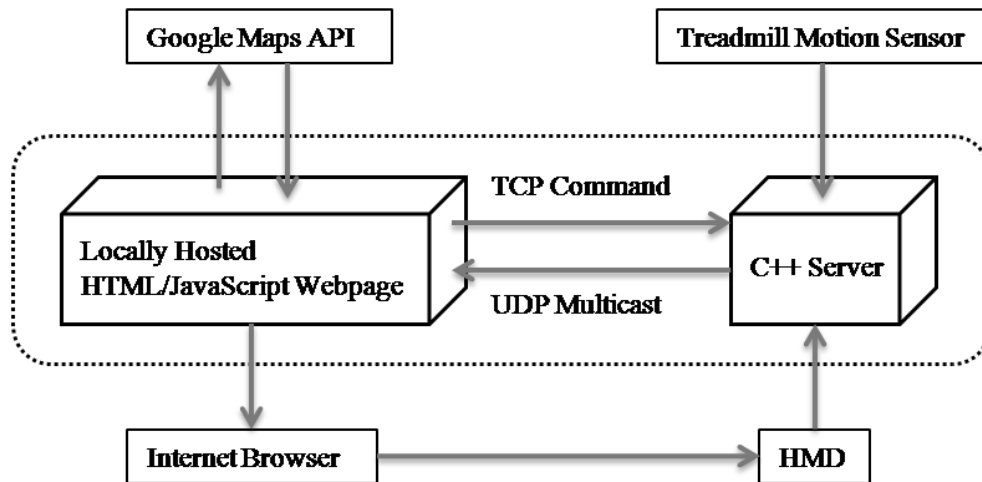 Google Maps API
Treadmill Motion Sensor
TCP Command
Locally Hosted
HTML/JavaScript Webpage
C++ Server
UDP Multicast
Internet Browser
HMD